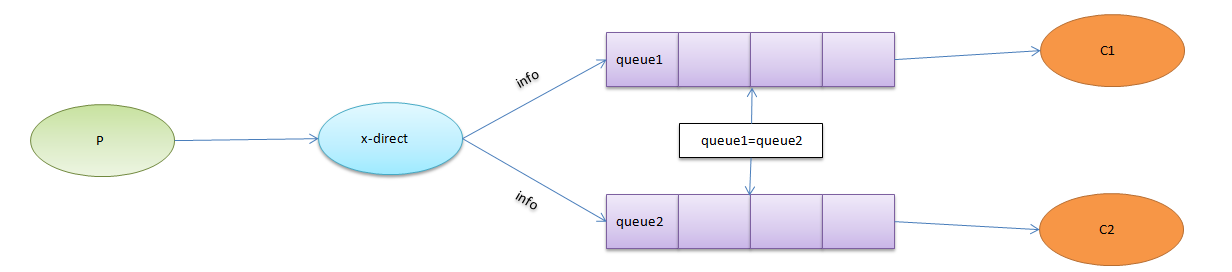 P
x-direct
info
info
queue1
queue1=queue2
queue2
C1
C2